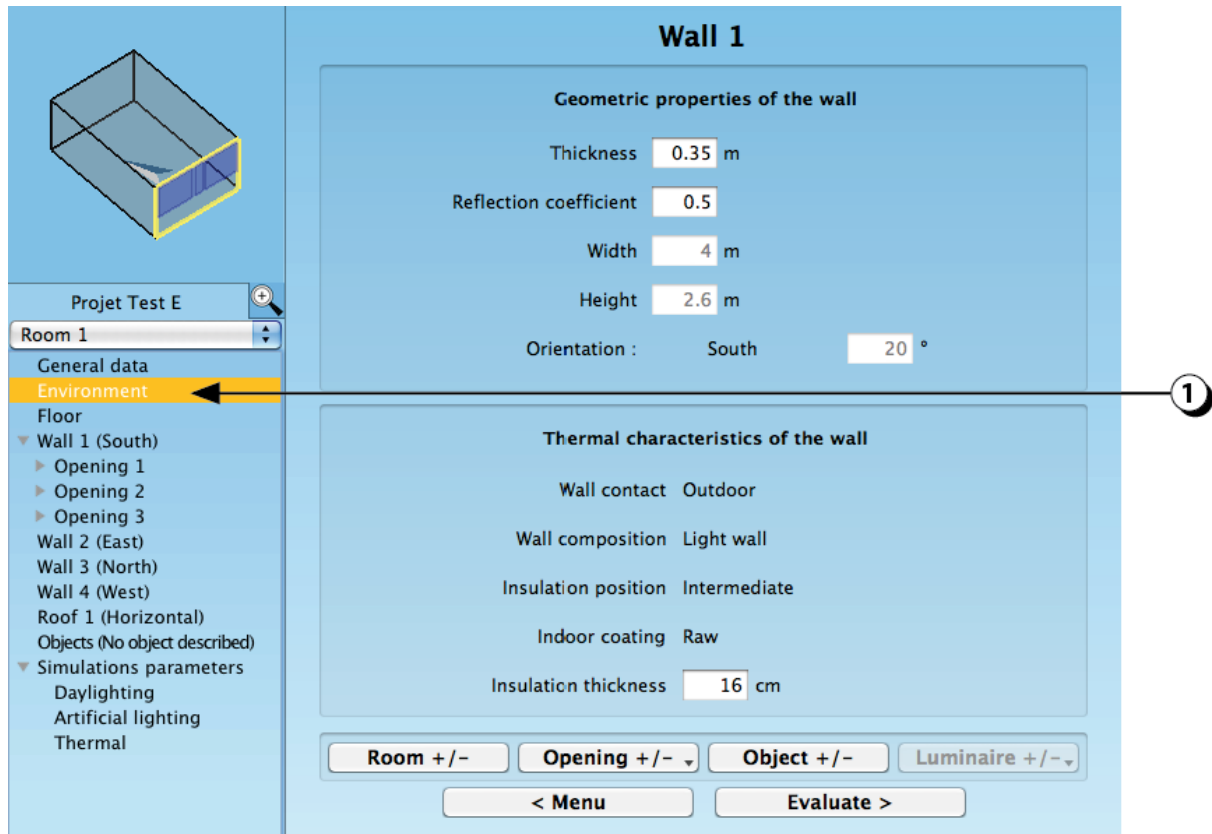 Wall 1
Geometric properties of the wall
Thickness 0.35 m
Reflection coefficient 0.5
Width 4 m
Height 2.6 m
Orientation : South 20 °
Projet Test E
Room 1
General data
Environment
1
Floor
Wall 1 (South)
Opening 1
Opening 2
Opening 3
Wall 2 (East)
Wall 3 (North)
Wall 4 (West)
Roof 1 (Horizontal)
Objects (No object described)
Simulations parameters
Daylighting
Artificial lighting
Thermal
Thermal characteristics of the wall
Wall contact Outdoor
Wall composition Light wall
Insulation position Intermediate
Indoor coating Raw
Insulation thickness 16 cm
Room +/-
Opening +/-
Object +/-
Luminaire +/-
< Menu
Evaluate >